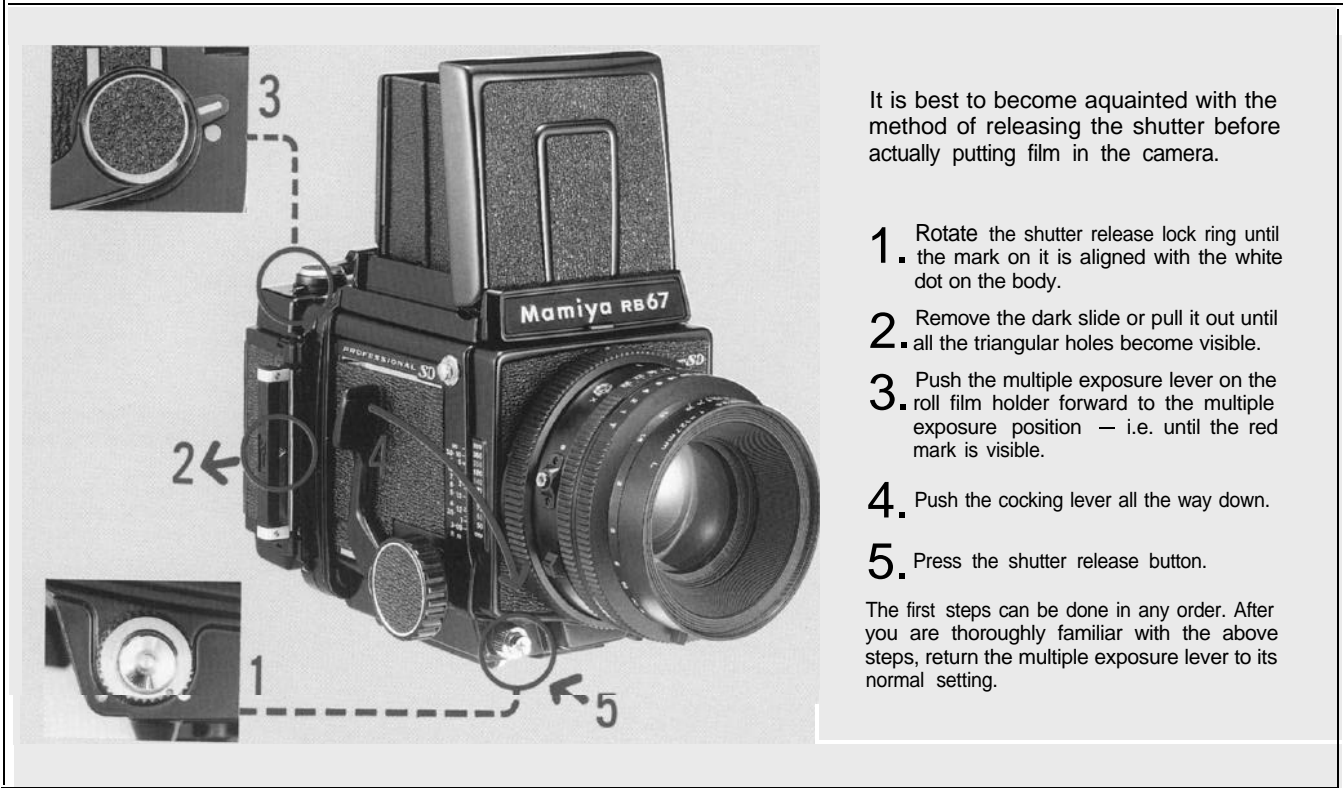 3
Mamiya RB67
PROFESSIONAL SD
SD
2
4
1
5
It is best to become aquainted with the
method of releasing the shutter before
actually putting film in the camera.
1. Rotate the shutter release lock ring until
the mark on it is aligned with the white
dot on the body.
2. Remove the dark slide or pull it out until
all the triangular holes become visible.
3. Push the multiple exposure lever on the
roll film holder forward to the multiple
exposure position — i.e. until the red
mark is visible.
4. Push the cocking lever all the way down.
5. Press the shutter release button.
The first steps can be done in any order. After
you are thoroughly familiar with the above
steps, return the multiple exposure lever to its
normal setting.